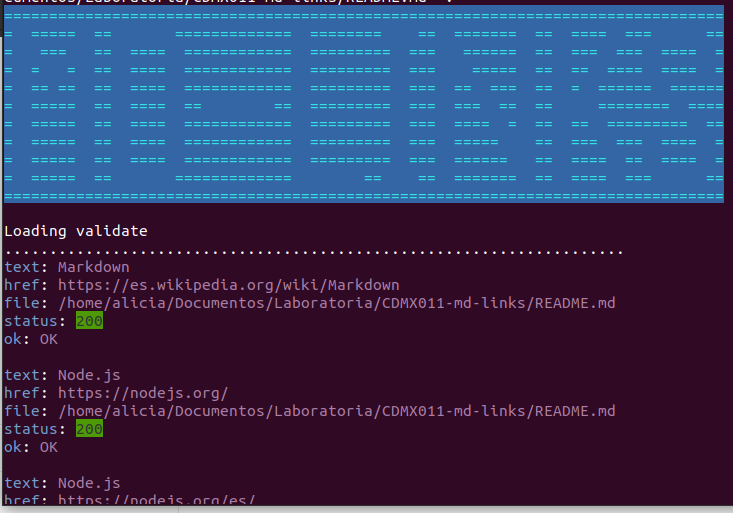 cumentos/Laboratoria/CDMX011-md-links/README.md
MD-LINKS
Loading validate
.....................................................................
text: Markdown
href: https://es.wikipedia.org/wiki/Markdown
file: /home/alicia/Documentos/Laboratoria/CDMX011-md-links/README.md
status: 200
ok: OK
text: Node.js
href: https://nodejs.org/
file: /home/alicia/Documentos/Laboratoria/CDMX011-md-links/README.md
status: 200
ok: OK
text: Node.js
href: https://nodejs.org/es/